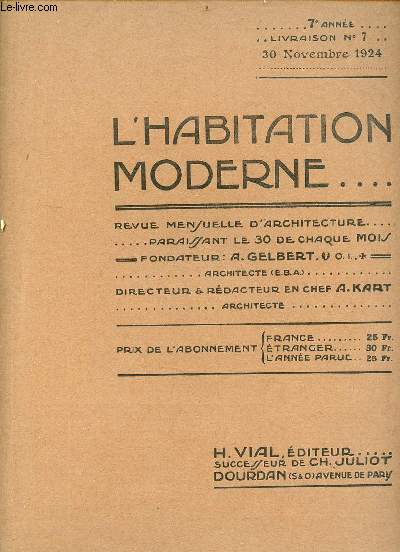 LE-LIVRE.COM
7E ANNÉE
LIVRAISON No 7
30 Novembre 1924
L'HABITATION
MODERNE....
REVUE MENSUELLE D'ARCHITECTURE....
.....PARAISSANT LE 30 DE CHAQUE MOIS
FONDATEUR: A. GELBERT. O.I.
ARCHITECTE (E.B.A.)
DIRECTEUR & RÉDACTEUR EN CHEF A. KART
ARCHITECTE
PRIX DE L'ABONNEMENT
FRANCE ......... 25 Fr.
ÉTRANGER...... 30 Fr.
L'ANNÉE PARUE.. 25 Fr.
H. VIAL, ÉDITEUR.....
SUCCESSEUR DE CH. JULIOT
DOURDAN (S&O) AVENUE DE PARIS